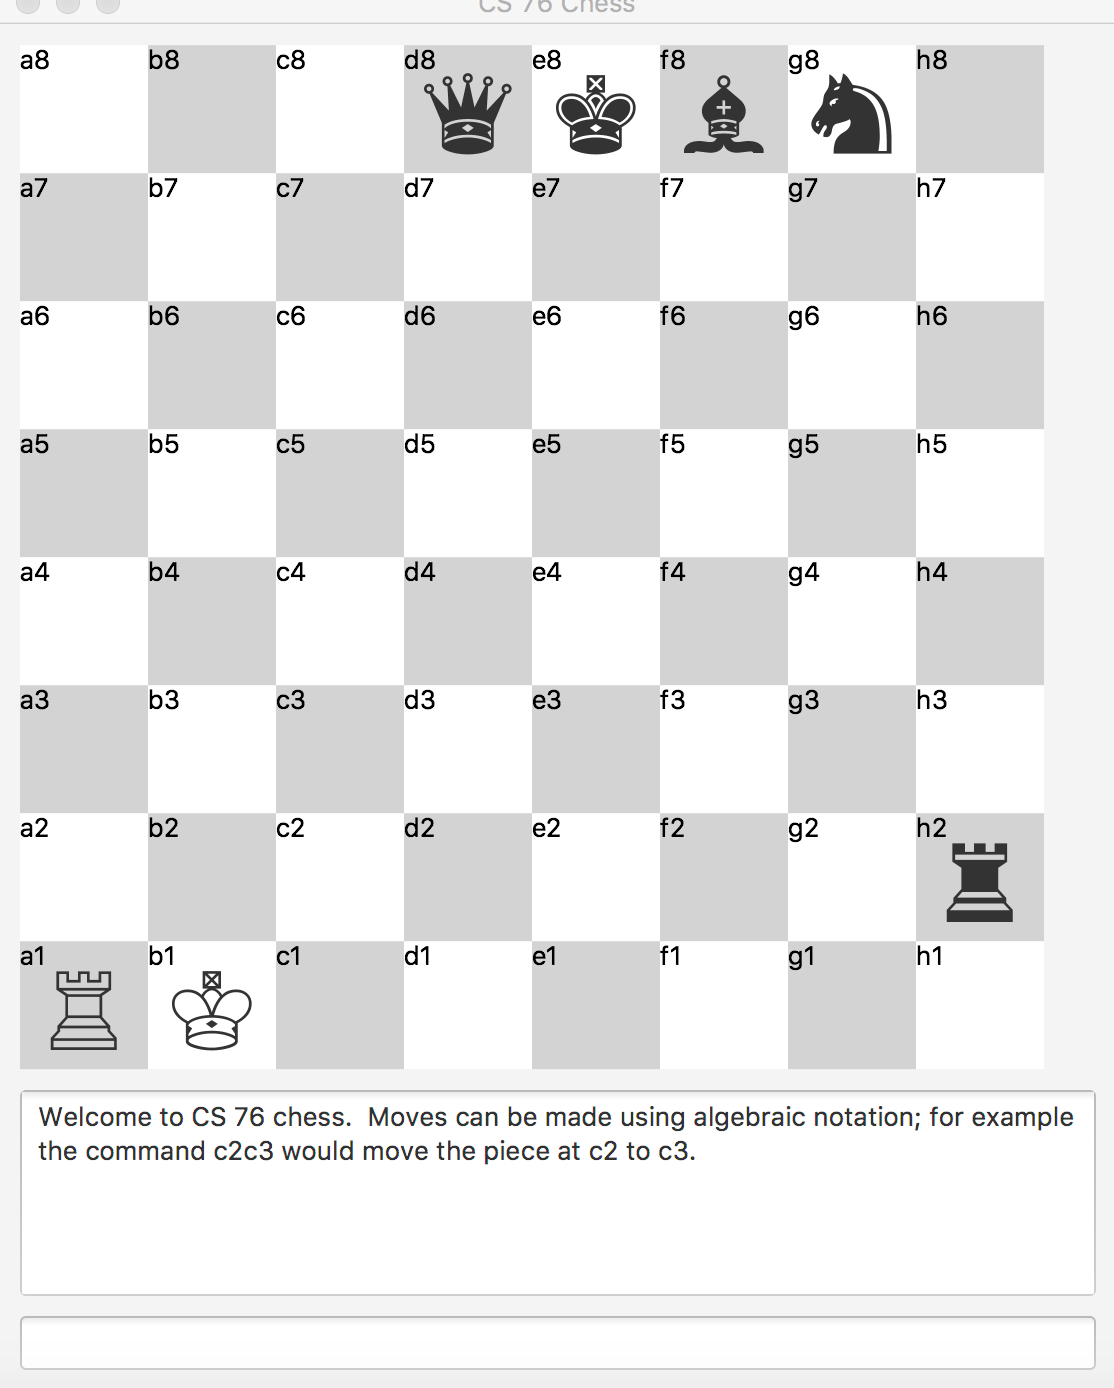 CS 76 Chess
a8 b8 c8 d8 e8 f8 g8 h8
a7 b7 c7 d7 e7 f7 g7 h7
a6 b6 c6 d6 e6 f6 g6 h6
a5 b5 c5 d5 e5 f5 g5 h5
a4 b4 c4 d4 e4 f4 g4 h4
a3 b3 c3 d3 e3 f3 g3 h3
a2 b2 c2 d2 e2 f2 g2 h2
a1 b1 c1 d1 e1 f1 g1 h1
Welcome to CS 76 chess.  Moves can be made using algebraic notation; for example
the command c2c3 would move the piece at c2 to c3.